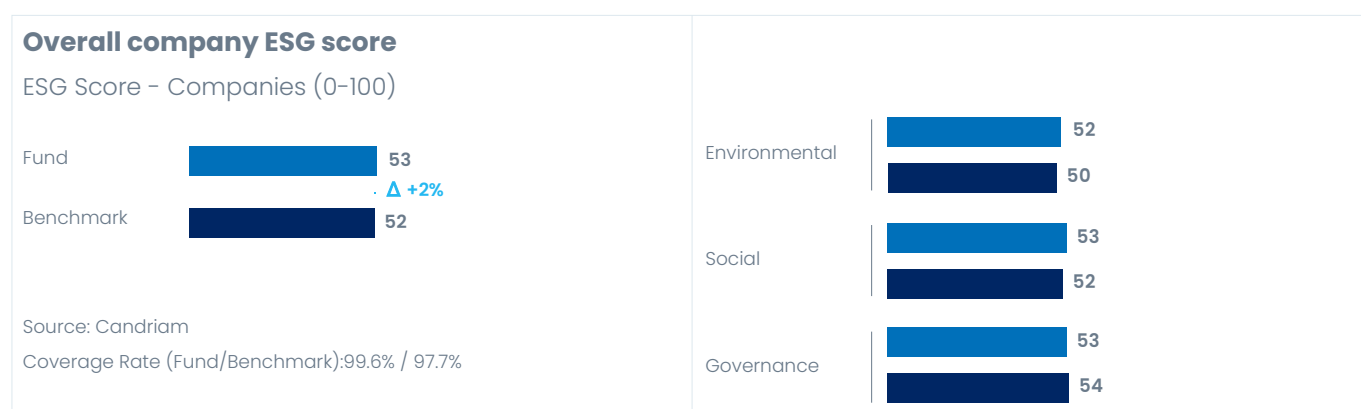 Overall company ESG score
ESG Score - Companies (0-100)
Fund
53
Δ +2%
Benchmark
52
Source: Candriam
Coverage Rate (Fund/Benchmark):99.6% / 97.7%
Environmental
52
50
Social
53
52
Governance
53
54